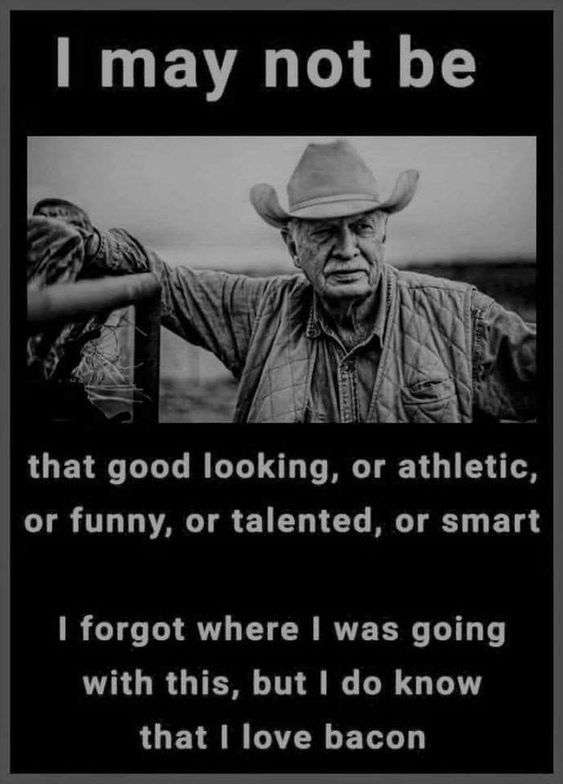 I may not be
that good looking, or athletic,
or funny, or talented, or smart
I forgot where I was going
with this, but I do know
that I love bacon